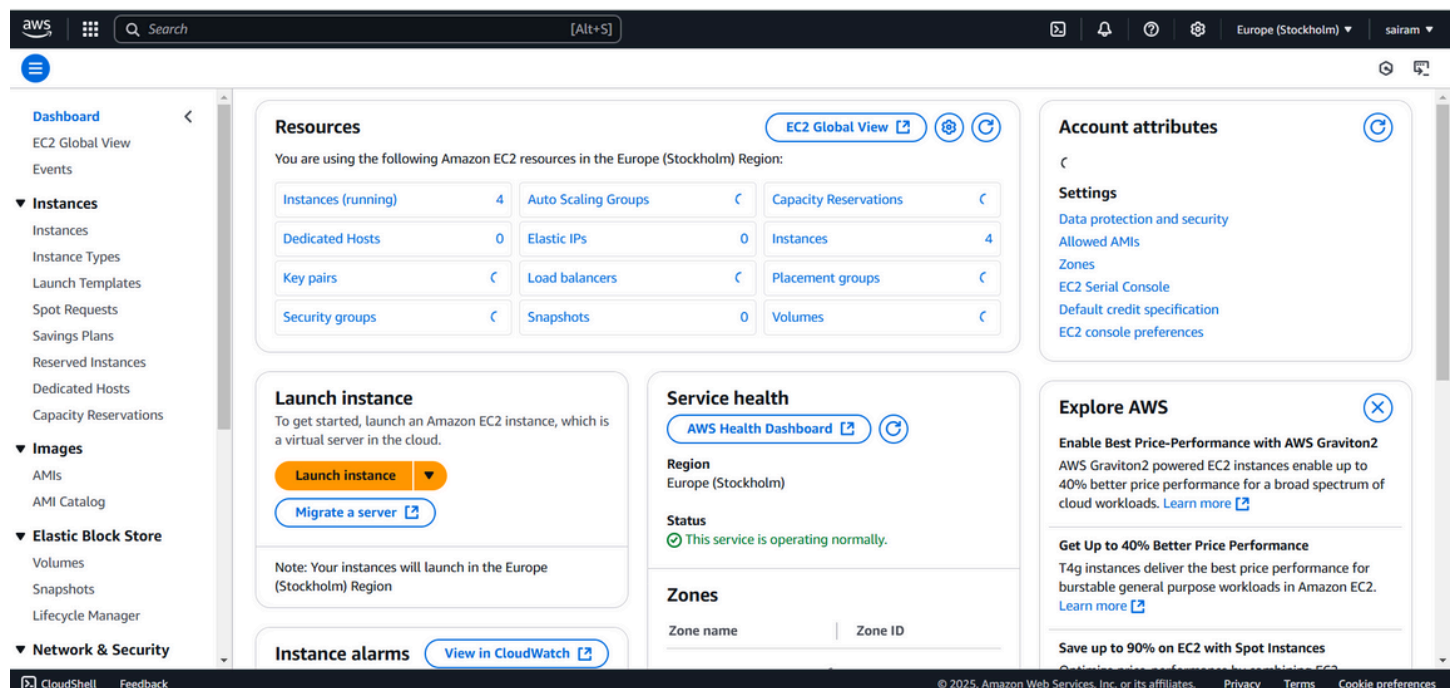 aws
Search [Alt+S]
Europe (Stockholm)
sairam
Dashboard
EC2 Global View
Events
Instances
Instances
Instance Types
Launch Templates
Spot Requests
Savings Plans
Reserved Instances
Dedicated Hosts
Capacity Reservations
Images
AMIs
AMI Catalog
Elastic Block Store
Volumes
Snapshots
Lifecycle Manager
Network & Security
Resources
EC2 Global View
You are using the following Amazon EC2 resources in the Europe (Stockholm) Region:
Instances (running) 4
Auto Scaling Groups
Capacity Reservations
Dedicated Hosts 0
Elastic IPs 0
Instances 4
Key pairs
Load balancers
Placement groups
Security groups
Snapshots 0
Volumes
Launch instance
To get started, launch an Amazon EC2 instance, which is
a virtual server in the cloud.
Launch instance
Migrate a server
Note: Your instances will launch in the Europe
(Stockholm) Region
Instance alarms
View in CloudWatch
Service health
AWS Health Dashboard
Region
Europe (Stockholm)
Status
This service is operating normally.
Zones
Zone name
Zone ID
Account attributes
Settings
Data protection and security
Allowed AMIs
Zones
EC2 Serial Console
Default credit specification
EC2 console preferences
Explore AWS
Enable Best Price-Performance with AWS Graviton2
AWS Graviton2 powered EC2 instances enable up to
40% better price performance for a broad spectrum of
cloud workloads. Learn more
Get Up to 40% Better Price Performance
T4g instances deliver the best price performance for
burstable general purpose workloads in Amazon EC2.
Learn more
Save up to 90% on EC2 with Spot Instances
CloudShell
Feedback
© 2025, Amazon Web Services, Inc. or its affiliates.
Privacy
Terms
Cookie preferences